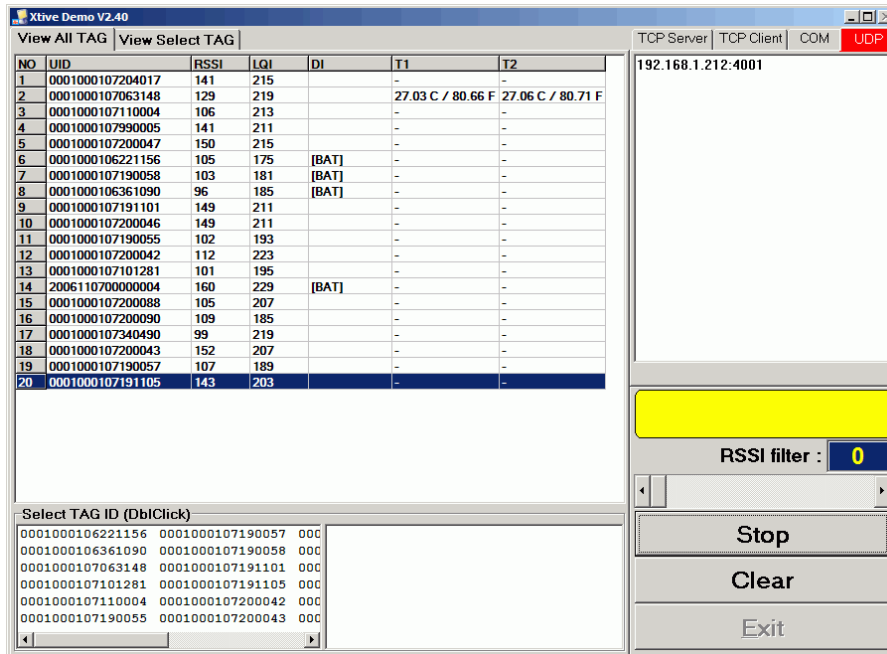 Xtive Demo V2.40
View All TAG View Select TAG
TCP Server TCP Client COM UDP
NO UID RSSI LQI DI T1 T2
1 0001000107204017 141 215 - -
2 0001000107063148 129 219 27.03 C / 80.66 F 27.06 C / 80.71 F
3 0001000107110004 106 213 - -
4 0001000107990005 141 211 - -
5 0001000107200047 150 215 - -
6 0001000106221156 105 175 [BAT] - -
7 0001000107190058 103 181 [BAT] - -
8 0001000106361090 96 185 [BAT] - -
9 0001000107191101 149 211 - -
10 0001000107200046 149 211 - -
11 0001000107190055 102 193 - -
12 0001000107200042 112 223 - -
13 0001000107101281 101 195 - -
14 2006110700000004 160 229 [BAT] - -
15 0001000107200088 105 207 - -
16 0001000107200090 109 185 - -
17 0001000107340490 99 219 - -
18 0001000107200043 152 207 - -
19 0001000107190057 107 189 - -
20 0001000107191105 143 203 - -
192.168.1.212:4001
RSSI filter : 0
Stop
Clear
Exit
Select TAG ID (DblClick)
0001000106221156 0001000107190057 000
0001000106361090 0001000107190058 000
0001000107063148 0001000107191101 000
0001000107101281 0001000107191105 000
0001000107110004 0001000107200042 000
0001000107190055 0001000107200043 000